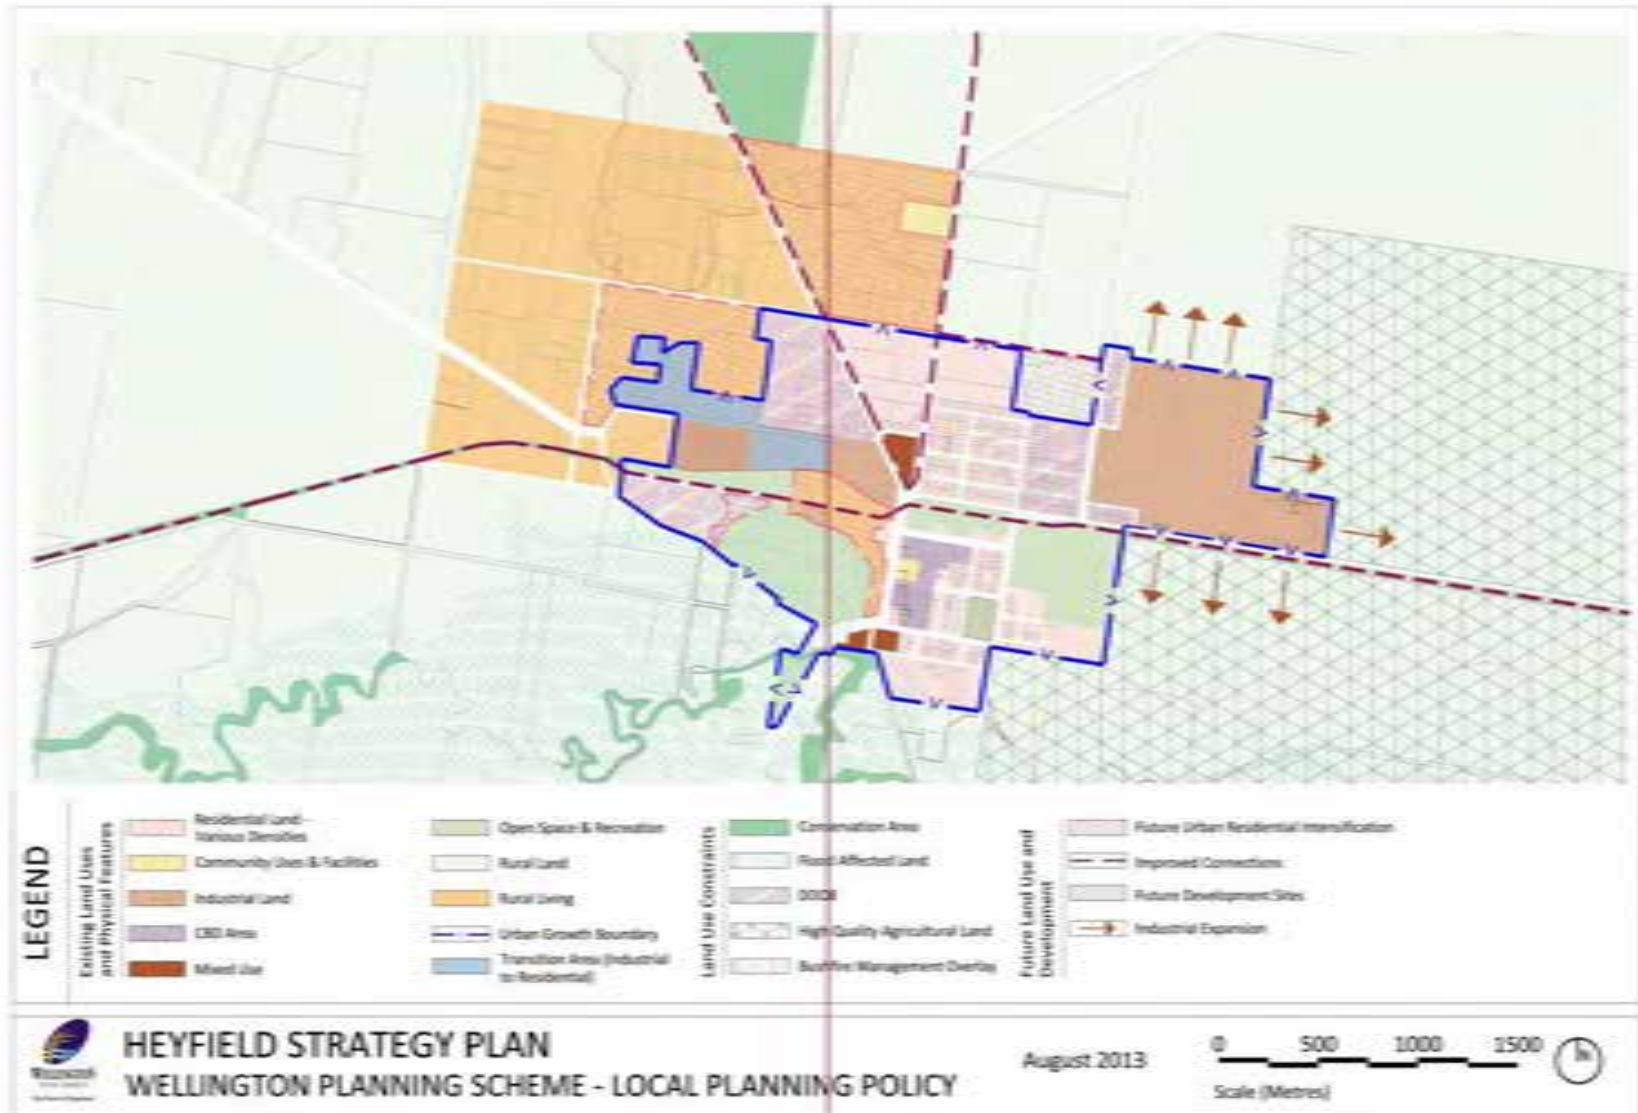 LEGEND
Existing Land Uses
and Physical Features
Residential Land -
Various Densities
Community Uses & Facilities
Industrial Land
CBD Area
Mixed Use
Open Space & Recreation
Rural Land
Rural Living
Urban Growth Boundary
Transition Area (Industrial
to Residential)
Land Use Constraints
Conservation Area
Flood Affected Land
High Quality Agricultural Land
Bushfire Management Overlay
Future Land Use and
Development
Future Urban Residential Intensification
Improved Connections
Future Development Sites
Industrial Expansion
HEYFIELD STRATEGY PLAN
WELLINGTON PLANNING SCHEME - LOCAL PLANNING POLICY
August 2013
0 500 1000 1500
Scale (Metres)